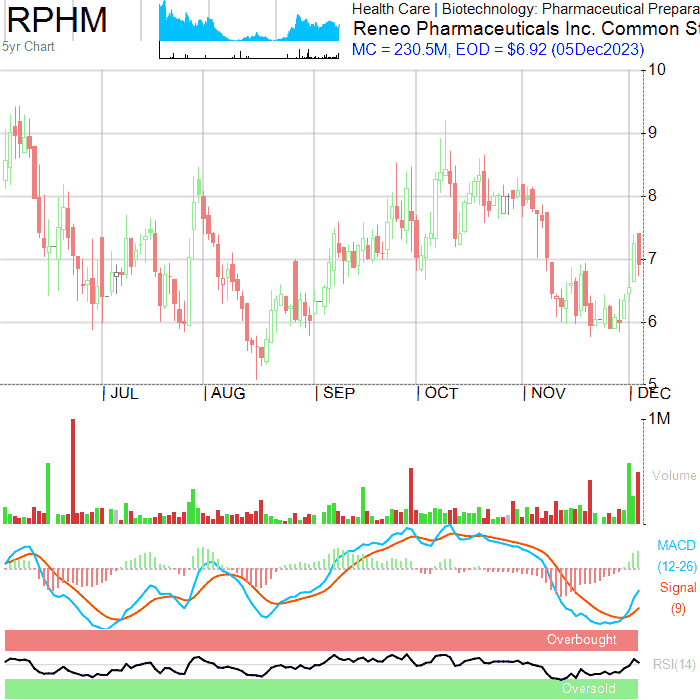 RPHM
5yr Chart
Health Care | Biotechnology: Pharmaceutical Prepara
Reneo Pharmaceuticals Inc. Common St
MC = 230.5M, EOD = $6.92 (05Dec2023)
10
9
8
7
6
5
| JUL | AUG | SEP | OCT | NOV | DEC
1M
Volume
MACD
(12-26)
Signal
(9)
Overbought
RSI(14)
Oversold